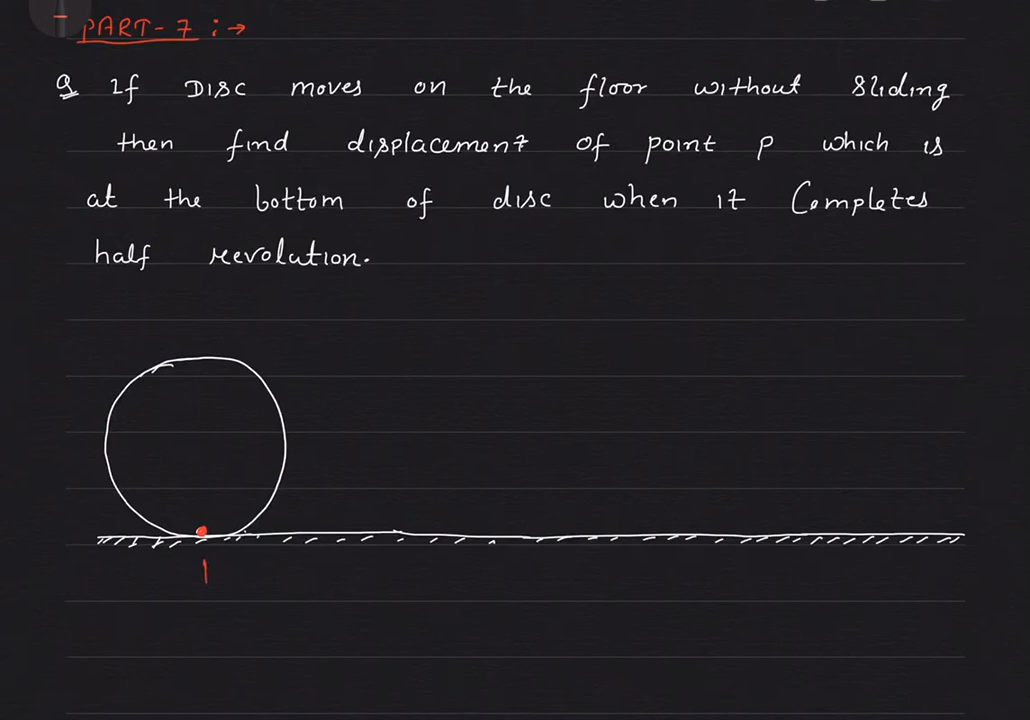 PART-7 :→
Q If DISC moves on the floor without sliding
then find displacement of point P which is
at the bottom of disc when it Completes
half revolution.